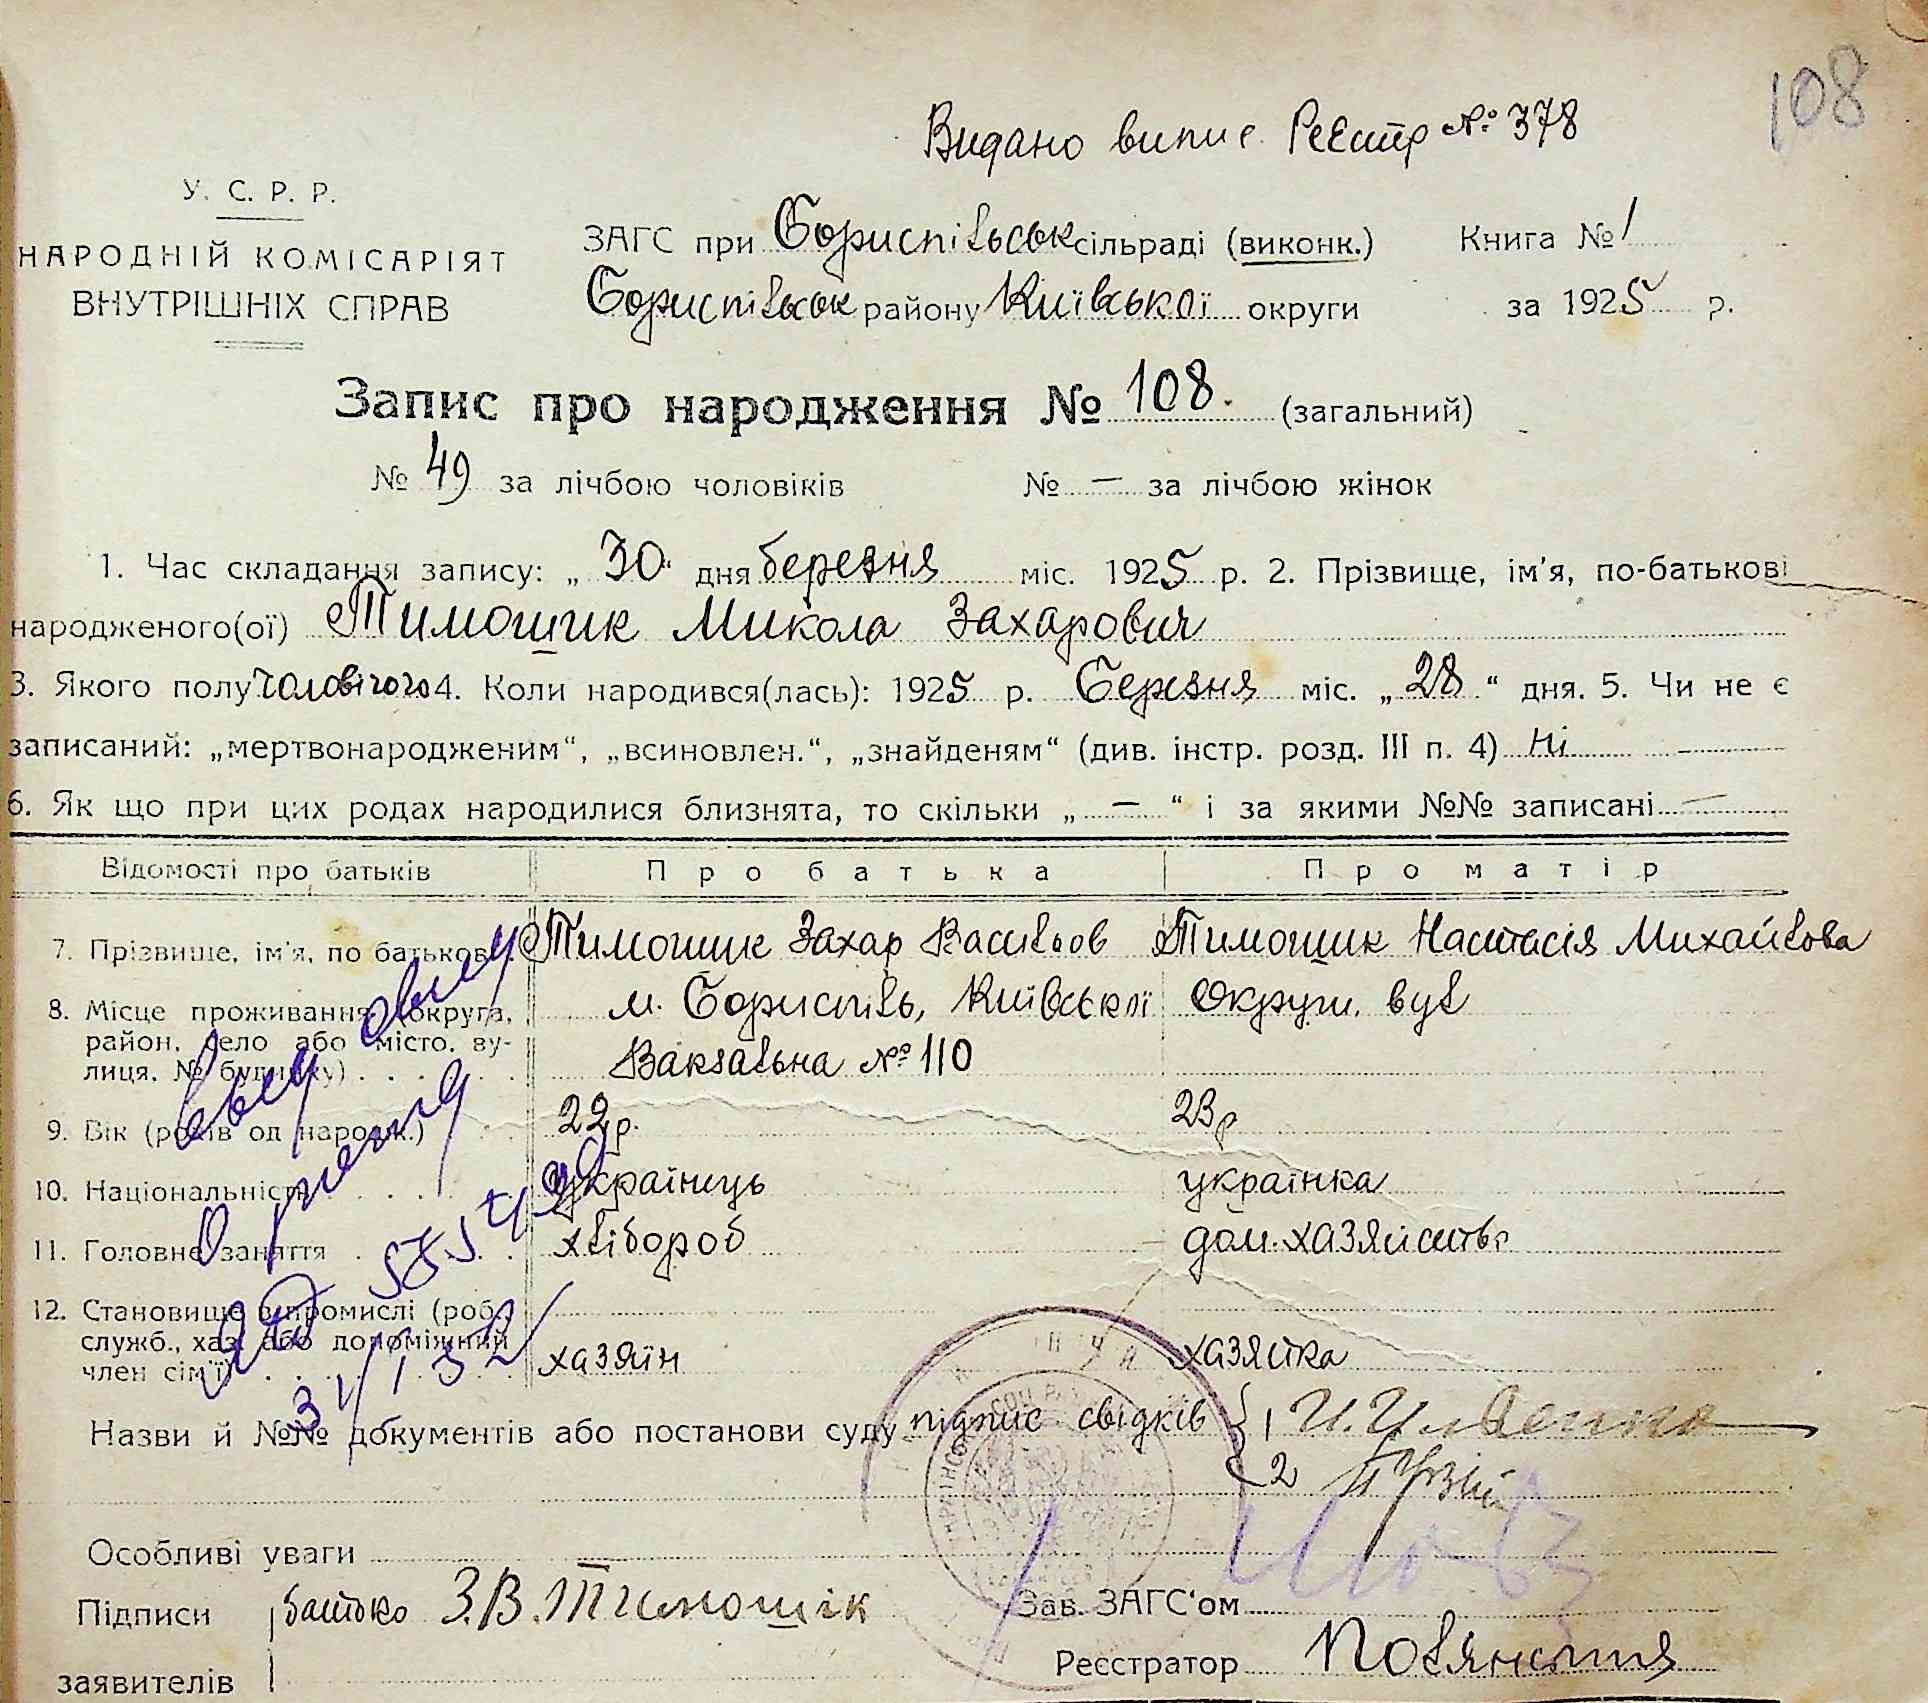 108
Видано випис. Реєстр № 378
У. С. Р. Р.
НАРОДНІЙ КОМІСАРІЯТ
ВНУТРІШНІХ СПРАВ
ЗАГС при Бориспільськ сільраді (виконк.) Книга № 1
Бориспільськ району Київської округи за 1925 р.
Запис про народження № 108. (загальний)
№ 49 за лічбою чоловіків № — за лічбою жінок
1. Час складання запису: „30“ дня березня міс. 1925 р. 2. Прізвище, ім'я, по-батькові
народженого(ої) Тимошик Микола Захарович
3. Якого полу чоловічого 4. Коли народився(лась): 1925 р. Березня міс. „28“ дня. 5. Чи не є
записаний: „мертвонародженим“, „всиновлен.“, „знайденям“ (див. інстр. розд. III п. 4) Ні —
6. Як що при цих родах народилися близнята, то скільки „—“ і за якими №№ записані —
Відомості про батьків Про батька Про матір
7. Прізвище, ім'я, по батькові Тимошик Захар Васильов Тимошик Настасія Михайлова
8. Місце проживання (округа, м. Бориспіль, Київської Округи, вул
район, село або місто, ву-
лиця, № будинку) Вакзальна № 110
9. Вік (років од народж.) 22 р. 23 р
10. Національність українець українка
11. Головне заняття хлібороб дом. хазяйство
12. Становище в промислі (роб.,
служб., хаз. або допоміжний
член сім'ї) хазяїн хазяйка
Назви й №№ документів або постанови суду підпис свідків 1
2
Особливі уваги —
Підписи батько З.В. Тимошік Зав. ЗАГС'ом
заявителів Реєстратор